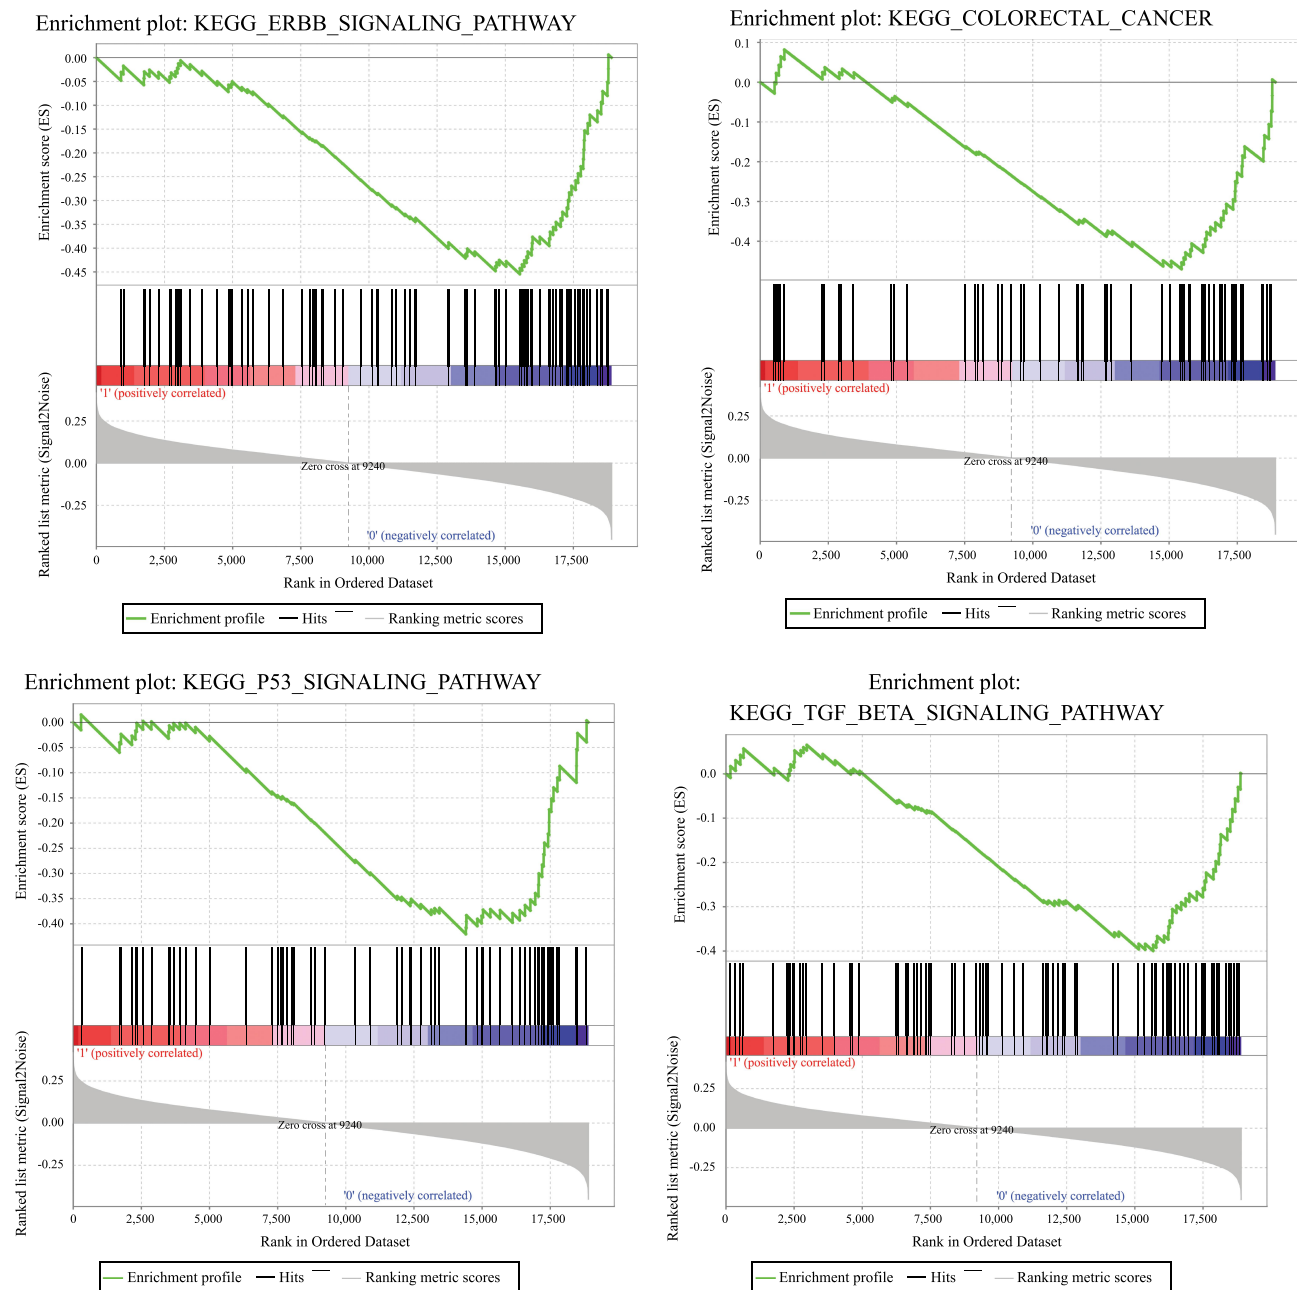 Enrichment plot: KEGG_ERBB_SIGNALING_PATHWAY
0.00
-0.05
-0.10
-0.15
-0.20
-0.25
-0.30
-0.35
-0.40
-0.45
Enrichment score (ES)
'1' (positively correlated)
0.25
0.00
-0.25
Zero cross at 9240
'0' (negatively correlated)
Ranked list metric (Signal2Noise)
0 2,500 5,000 7,500 10,000 12,500 15,000 17,500
Rank in Ordered Dataset
Enrichment profile Hits Ranking metric scores
Enrichment plot: KEGG_COLORECTAL_CANCER
0.1
0.0
-0.1
-0.2
-0.3
-0.4
Enrichment score (ES)
'1' (positively correlated)
0.25
0.00
-0.25
Zero cross at 9240
'0' (negatively correlated)
Ranked list metric (Signal2Noise)
0 2,500 5,000 7,500 10,000 12,500 15,000 17,500
Rank in Ordered Dataset
Enrichment profile Hits Ranking metric scores
Enrichment plot: KEGG_P53_SIGNALING_PATHWAY
0.00
-0.05
-0.10
-0.15
-0.20
-0.25
-0.30
-0.35
-0.40
Enrichment score (ES)
'1' (positively correlated)
0.25
0.00
-0.25
Zero cross at 9240
'0' (negatively correlated)
Ranked list metric (Signal2Noise)
0 2,500 5,000 7,500 10,000 12,500 15,000 17,500
Rank in Ordered Dataset
Enrichment profile Hits Ranking metric scores
Enrichment plot:
KEGG_TGF_BETA_SIGNALING_PATHWAY
0.0
-0.1
-0.2
-0.3
-0.4
Enrichment score (ES)
'1' (positively correlated)
0.25
0.00
-0.25
Zero cross at 9240
'0' (negatively correlated)
Ranked list metric (Signal2Noise)
0 2,500 5,000 7,500 10,000 12,500 15,000 17,500
Rank in Ordered Dataset
Enrichment profile Hits Ranking metric scores